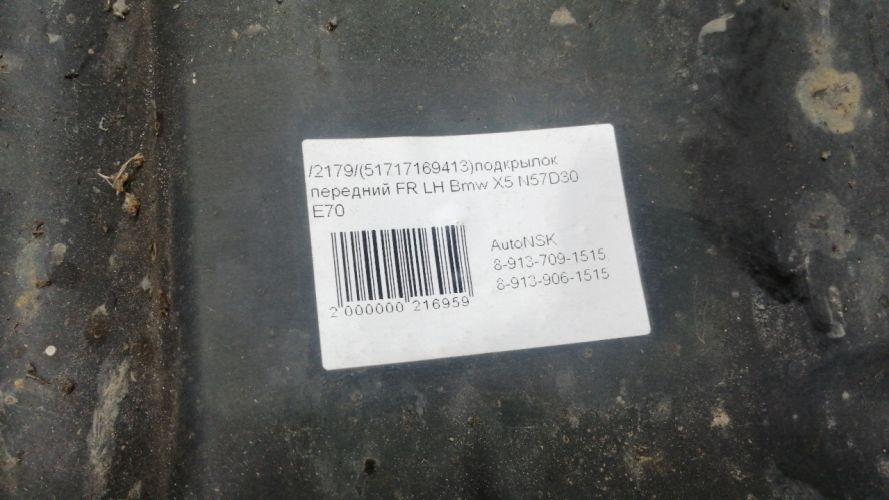 /2179/(51717169413)подкрылок
передний FR LH Bmw X5 N57D30
E70
AutoNSK
8-913-709-1515
8-913-906-1515
2 000000 216959